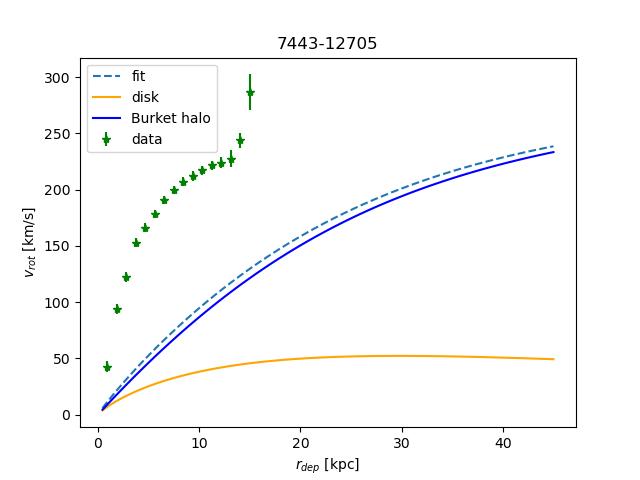 7443-12705
fit
disk
Burket halo
data
300
250
200
150
100
50
0
v_rot [km/s]
0 10 20 30 40
r_dep [kpc]